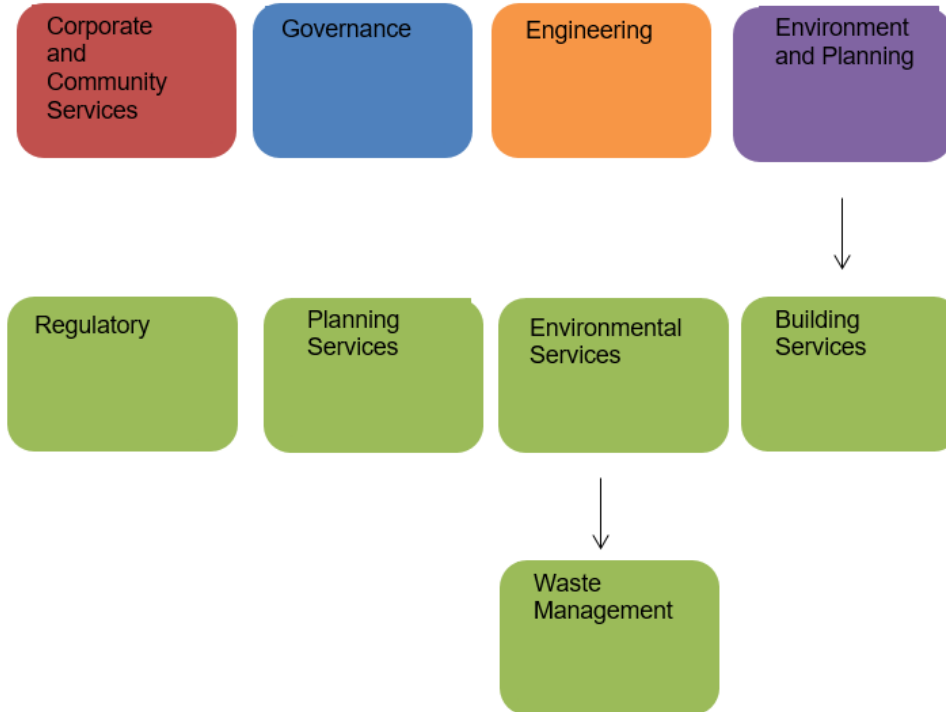 Corporate
and
Community
Services
Governance
Engineering
Environment
and Planning
Regulatory
Planning
Services
Environmental
Services
Building
Services
Waste
Management